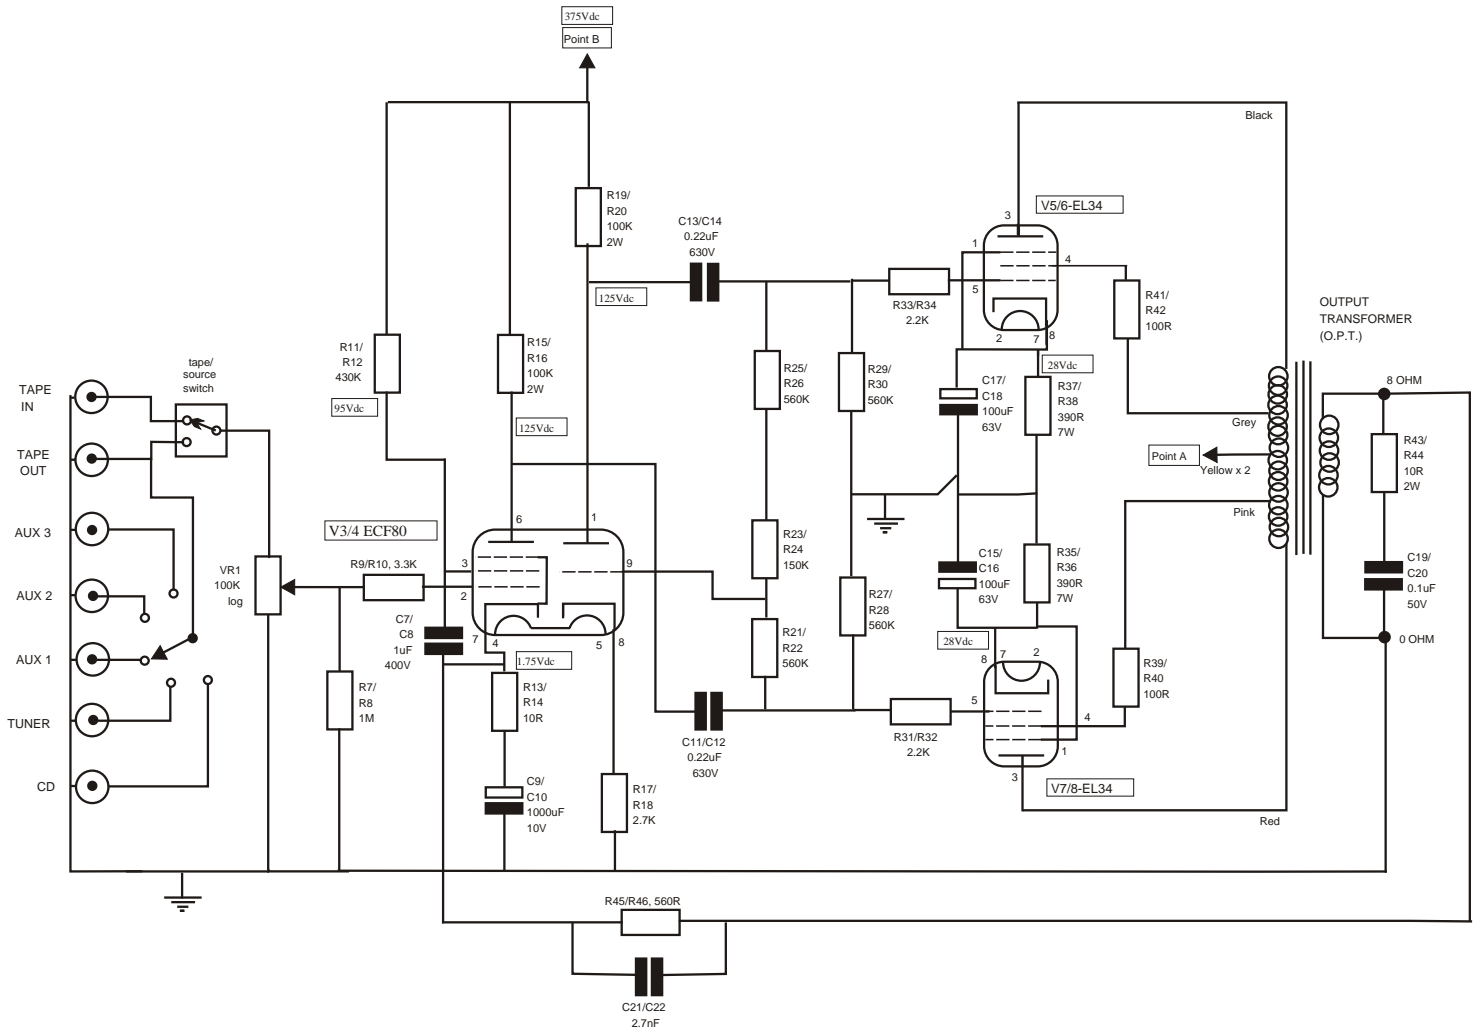 375Vdc
Point B
Black
R19/
R20
100K
2W
C13/C14
0.22uF
630V
V5/6-EL34
3
1
4
5
2
7
8
R33/R34
2.2K
R41/
R42
100R
OUTPUT
TRANSFORMER
(O.P.T.)
125Vdc
R11/
R12
430K
95Vdc
R15/
R16
100K
2W
125Vdc
R25/
R26
560K
R29/
R30
560K
28Vdc
C17/
C18
100uF
63V
R37/
R38
390R
7W
8 OHM
Grey
Point A
Yellow x 2
Pink
R43/
R44
10R
2W
tape/
source
switch
TAPE
IN
TAPE
OUT
AUX 3
AUX 2
AUX 1
TUNER
CD
VR1
100K
log
V3/4 ECF80
R9/R10, 3.3K
6
1
3
2
9
7
4
5
8
C7/
C8
1uF
400V
1.75Vdc
R23/
R24
150K
R21/
R22
560K
R27/
R28
560K
C15/
C16
100uF
63V
R35/
R36
390R
7W
28Vdc
C19/
C20
0.1uF
50V
0 OHM
R7/
R8
1M
R13/
R14
10R
C9/
C10
1000uF
10V
R17/
R18
2.7K
C11/C12
0.22uF
630V
R31/R32
2.2K
8
7
2
5
4
1
3
R39/
R40
100R
V7/8-EL34
Red
R45/R46, 560R
C21/C22
2.7nF